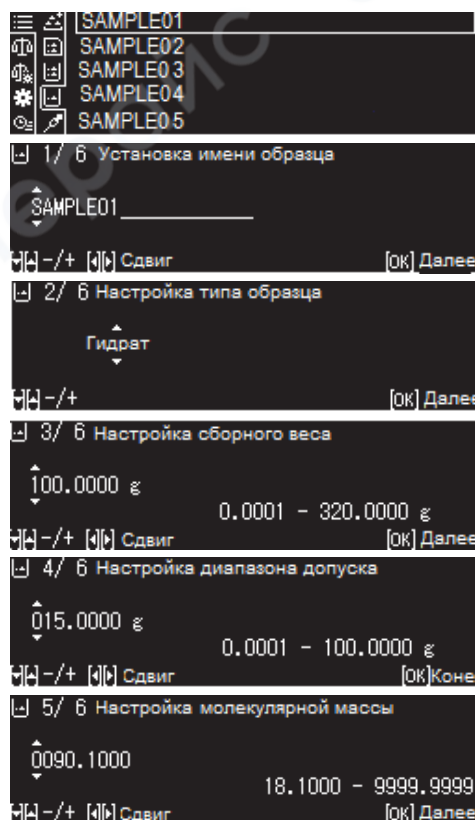 SAMPLE01
SAMPLE02
SAMPLE03
SAMPLE04
SAMPLE05
1/ 6 Установка имени образца
SAMPLE01
-/+ Сдвиг [OK] Далее
2/ 6 Настройка типа образца
Гидрат
-/+ [OK] Далее
3/ 6 Настройка сборного веса
100.0000 g
0.0001 - 320.0000 g
-/+ Сдвиг [OK] Далее
4/ 6 Настройка диапазона допуска
015.0000 g
0.0001 - 100.0000 g
-/+ Сдвиг [OK]Коне
5/ 6 Настройка молекулярной массы
0090.1000
18.1000 - 9999.9999
-/+ Сдвиг [OK] Далее